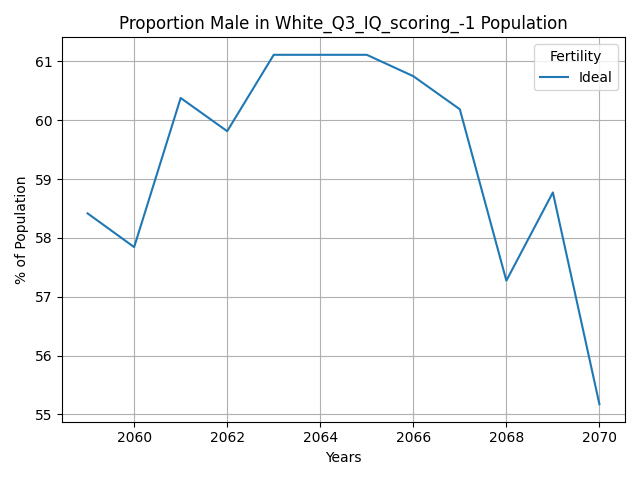 Proportion Male in White_Q3_IQ_scoring_-1 Population
Fertility
Ideal
% of Population
61
60
59
58
57
56
55
2060 2062 2064 2066 2068 2070
Years